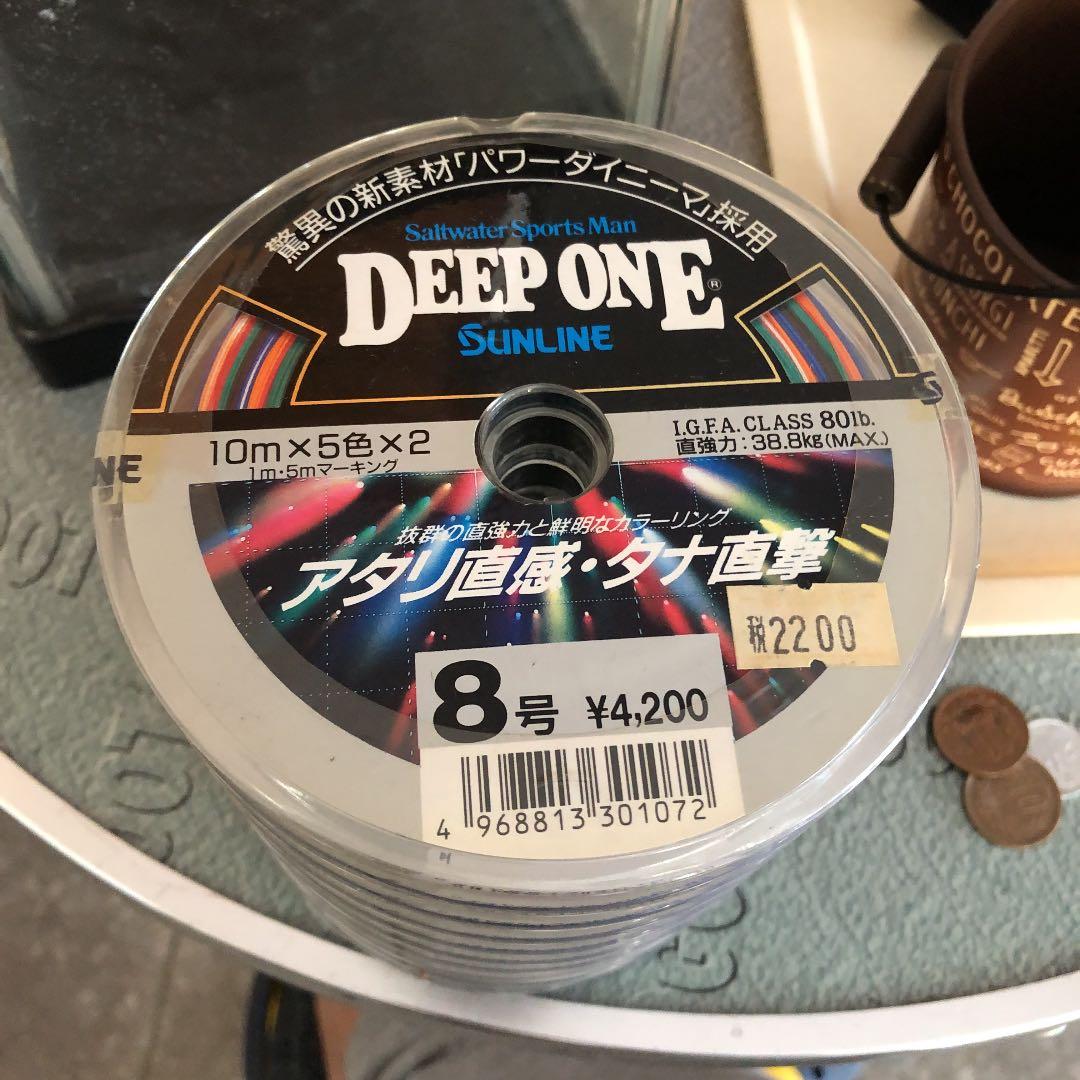 驚異の新素材「パワーダイニーマ」採用
Saltwater Sports Man
DEEP ONE®
SUNLINE
10m×5色×2
1m・5mマーキング
I.G.F.A. CLASS 80lb.
直強力：38.8kg(MAX.)
NE
S
抜群の直強力と鮮明なカラーリング
アタリ直感・タナ直撃
税2200
8号 ¥4,200
4 968813 301072
CHOCOLATE